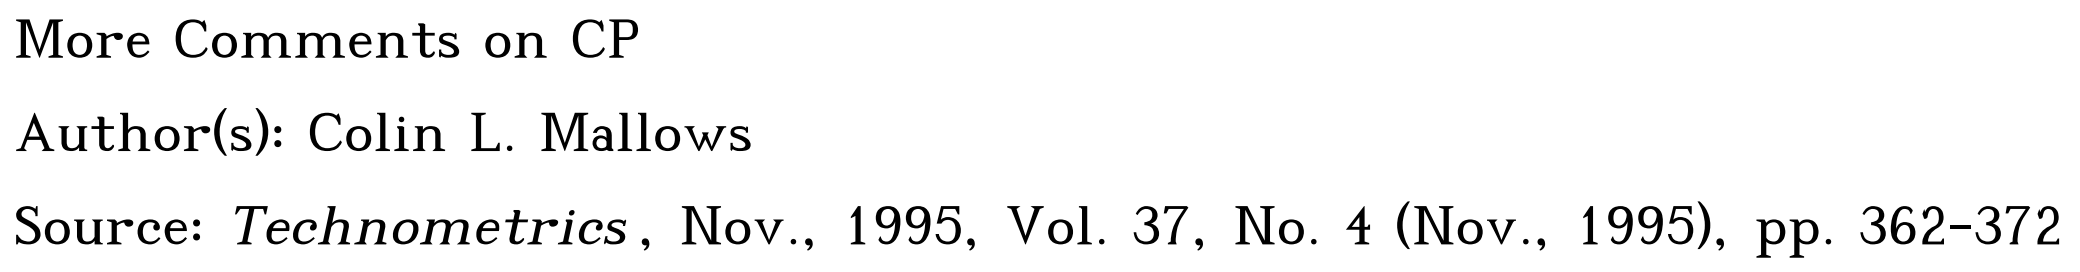 More Comments on CP
Author(s): Colin L. Mallows
Source: Technometrics, Nov., 1995, Vol. 37, No. 4 (Nov., 1995), pp. 362-372